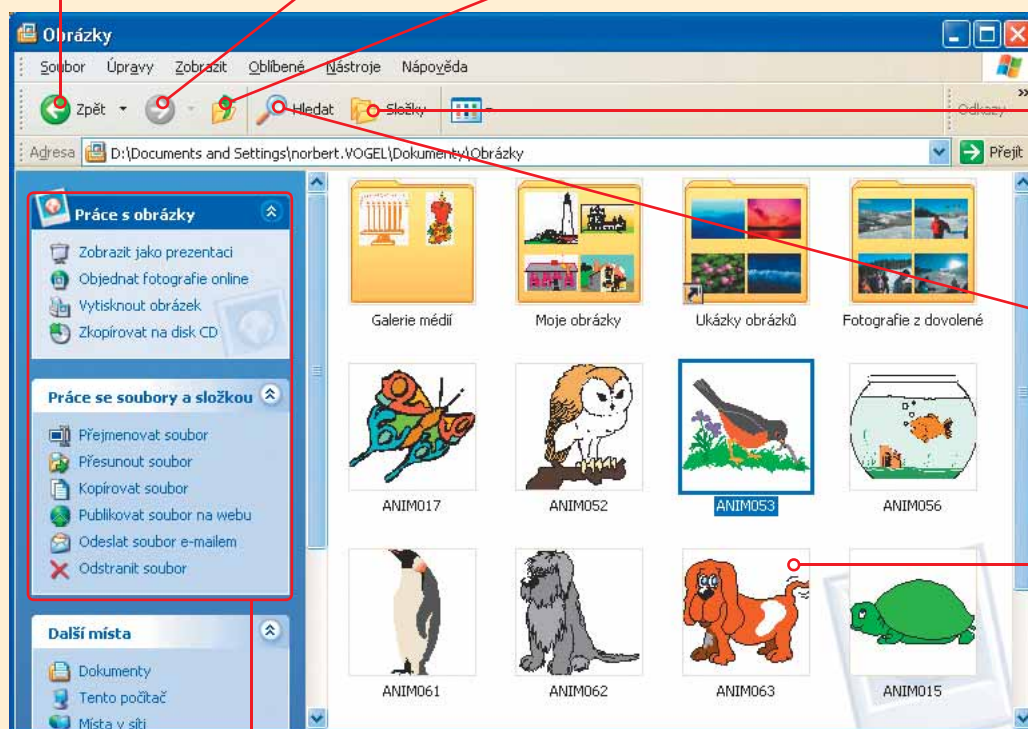 Obrázky
Soubor Úpravy Zobrazit Oblíbené Nástroje Nápověda
Zpět Hledat Složky Odkazy »
Adresa D:\Documents and Settings\norbert.VOGEL\Dokumenty\Obrázky Přejít
Práce s obrázky
Zobrazit jako prezentaci
Objednat fotografie online
Vytisknout obrázek
Zkopírovat na disk CD
Práce se soubory a složkou
Přejmenovat soubor
Přesunout soubor
Kopírovat soubor
Publikovat soubor na webu
Odeslat soubor e-mailem
Odstranit soubor
Další místa
Dokumenty
Tento počítač
Místa v síti
Galerie médií Moje obrázky Ukázky obrázků Fotografie z dovolené
ANIM017 ANIM052 ANIM053 ANIM056
ANIM061 ANIM062 ANIM063 ANIM015